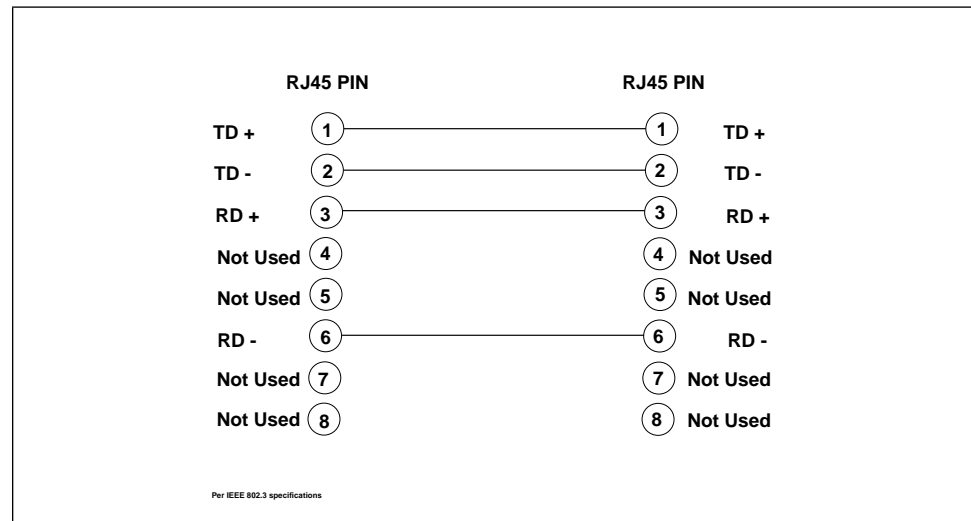 RJ45 PIN RJ45 PIN
TD + 1 1 TD +
TD - 2 2 TD -
RD + 3 3 RD +
Not Used 4 4 Not Used
Not Used 5 5 Not Used
RD - 6 6 RD -
Not Used 7 7 Not Used
Not Used 8 8 Not Used
Per IEEE 802.3 specifications